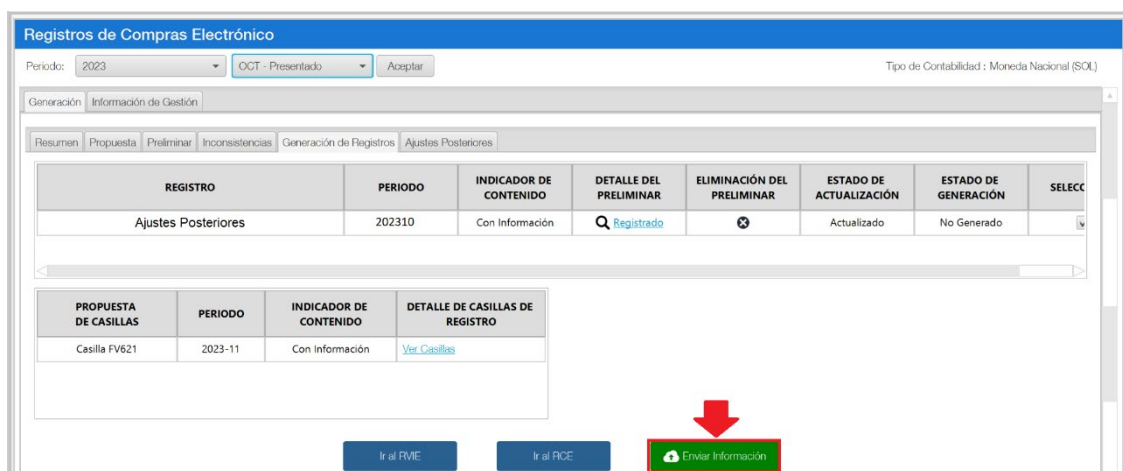 Registros de Compras Electrónico
Periodo: 2023 OCT - Presentado Aceptar Tipo de Contabilidad : Moneda Nacional (SOL)
Generación Información de Gestión
Resumen Propuesta Preliminar Inconsistencias Generación de Registros Ajustes Posteriores
REGISTRO PERIODO INDICADOR DE CONTENIDO DETALLE DEL PRELIMINAR ELIMINACIÓN DEL PRELIMINAR ESTADO DE ACTUALIZACIÓN ESTADO DE GENERACIÓN SELECC
Ajustes Posteriores 202310 Con Información Registrado Actualizado No Generado
PROPUESTA DE CASILLAS PERIODO INDICADOR DE CONTENIDO DETALLE DE CASILLAS DE REGISTRO
Casilla FV621 2023-11 Con Información Ver Casillas
Ir al RVIE Ir al RCE Enviar Información